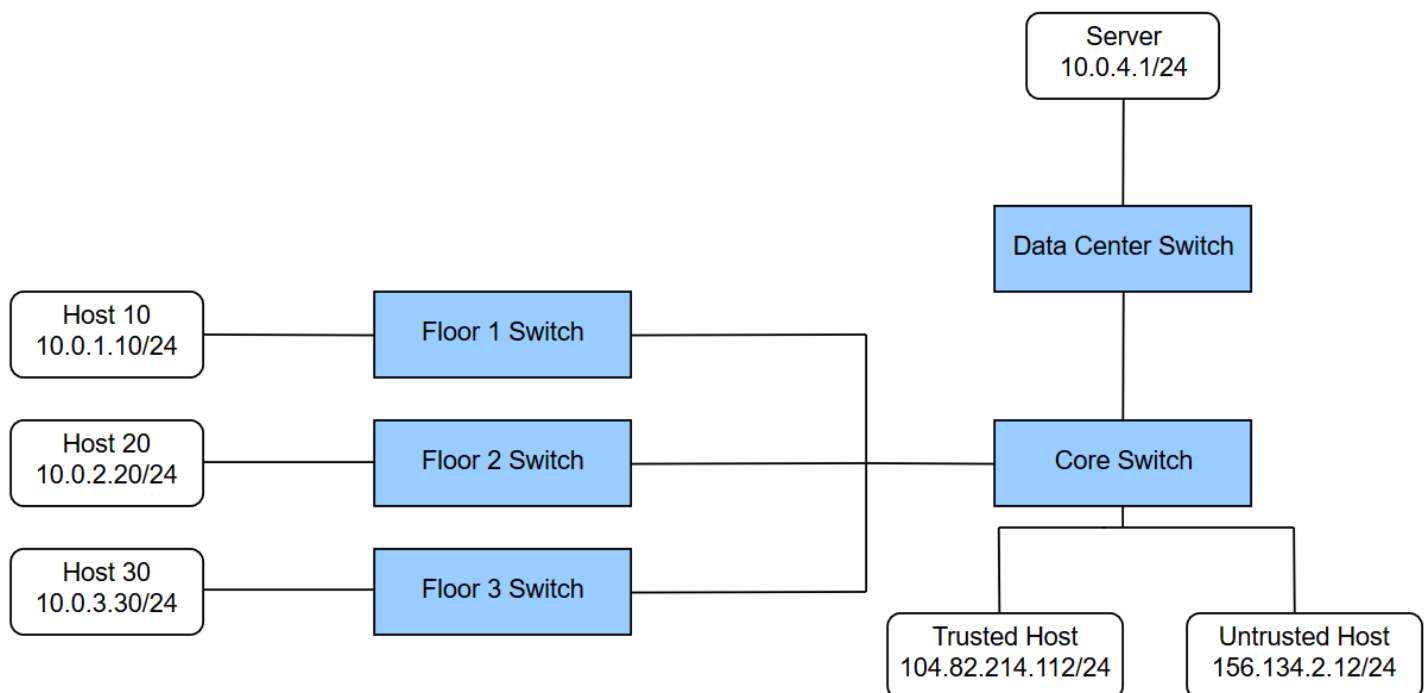 Server
10.0.4.1/24
Data Center Switch
Host 10
10.0.1.10/24
Floor 1 Switch
Host 20
10.0.2.20/24
Floor 2 Switch
Core Switch
Host 30
10.0.3.30/24
Floor 3 Switch
Trusted Host
104.82.214.112/24
Untrusted Host
156.134.2.12/24